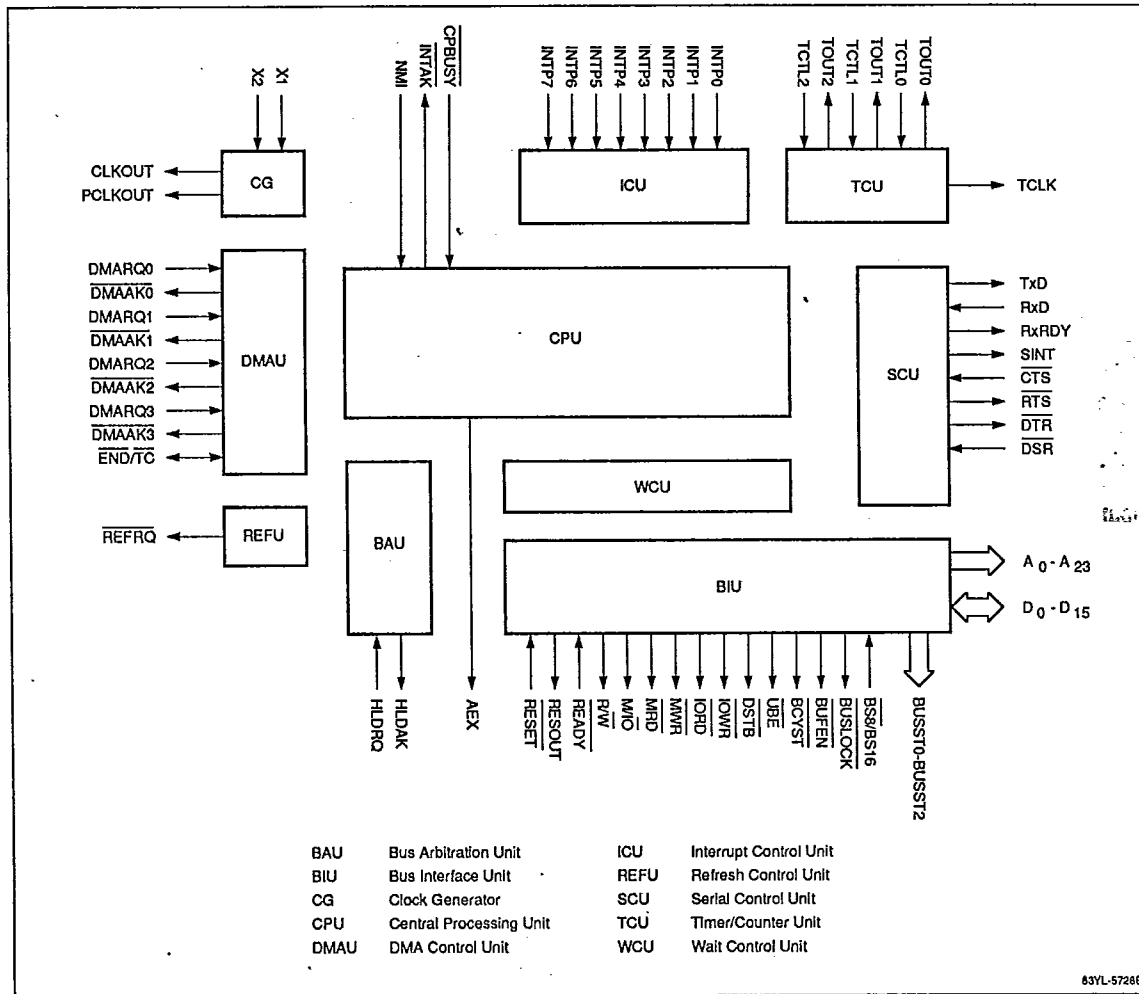 X2
X1
NMI
INTAK
CPBUSY
INTP7
INTP6
INTP5
INTP4
INTP3
INTP2
INTP1
INTP0
TCTL2
TOUT2
TCTL1
TOUT1
TCTL0
TOUT0
CLKOUT
PCLKOUT
CG
ICU
TCU
TCLK
DMARQ0
DMAAK0
DMARQ1
DMAAK1
DMARQ2
DMAAK2
DMARQ3
DMAAK3
END/TC
DMAU
CPU
SCU
TxD
RxD
RxRDY
SINT
CTS
RTS
DTR
DSR
REFRQ
REFU
BAU
WCU
BIU
A0-A23
D0-D15
HLDRQ
HLDAK
AEX
RESET
RESOUT
READY
R/W
M/IO
MRD
MWR
IORD
IOWR
DSTB
UBE
BCYST
BUFEN
BUSLOCK
BS8/BS16
BUSST0-BUSST2
BAU Bus Arbitration Unit
BIU Bus Interface Unit
CG Clock Generator
CPU Central Processing Unit
DMAU DMA Control Unit
ICU Interrupt Control Unit
REFU Refresh Control Unit
SCU Serial Control Unit
TCU Timer/Counter Unit
WCU Wait Control Unit